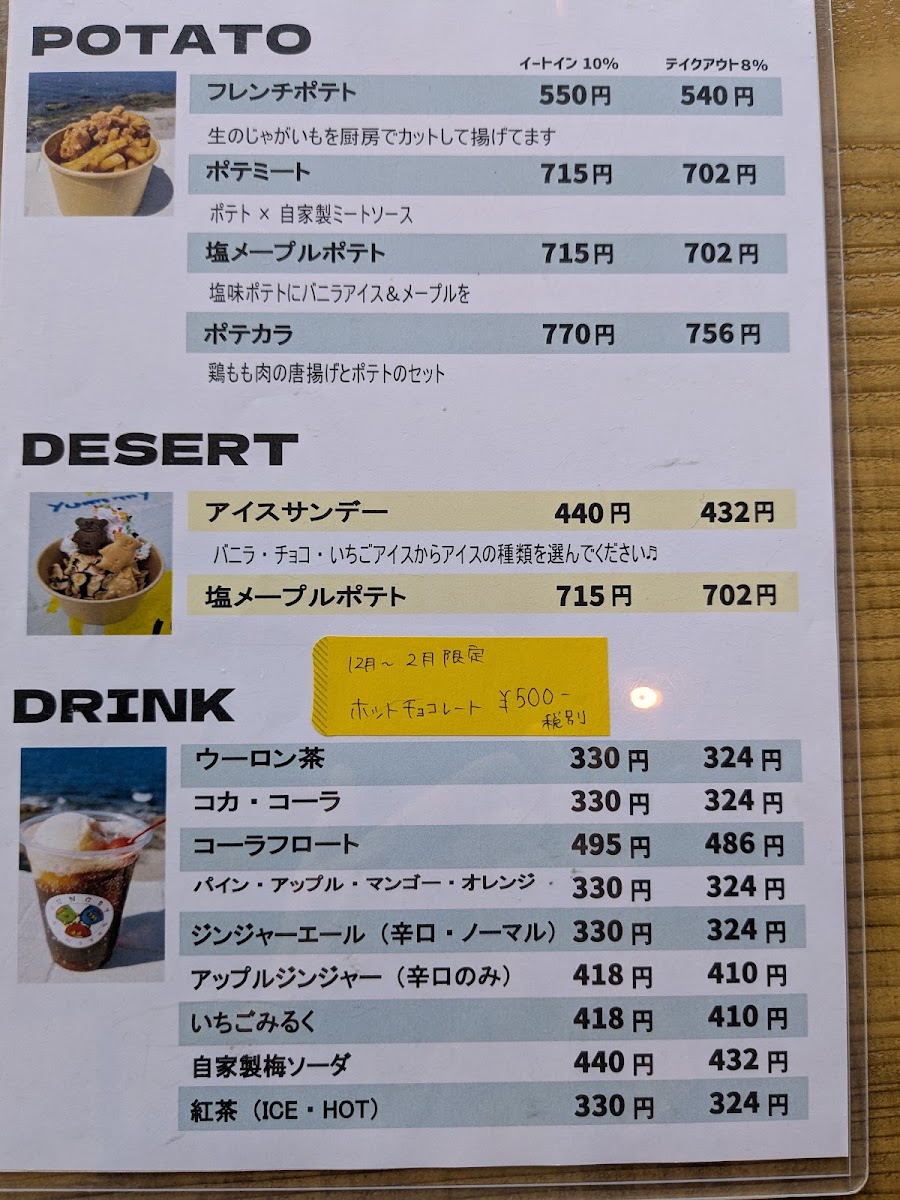 POTATO
イートイン 10% テイクアウト8%
フレンチポテト 550円 540円
生のじゃがいもを厨房でカットして揚げてます
ポテミート 715円 702円
ポテト × 自家製ミートソース
塩メープルポテト 715円 702円
塩味ポテトにバニラアイス＆メープルを
ポテカラ 770円 756円
鶏もも肉の唐揚げとポテトのセット
DESERT
yummy
アイスサンデー 440円 432円
バニラ・チョコ・いちごアイスからアイスの種類を選んでください♬
塩メープルポテト 715円 702円
12月～2月限定
ホットチョコレート ¥500-
税別
DRINK
ウーロン茶 330円 324円
コカ・コーラ 330円 324円
コーラフロート 495円 486円
パイン・アップル・マンゴー・オレンジ 330円 324円
ジンジャーエール（辛口・ノーマル） 330円 324円
アップルジンジャー（辛口のみ） 418円 410円
いちごみるく 418円 410円
自家製梅ソーダ 440円 432円
紅茶（ICE・HOT） 330円 324円